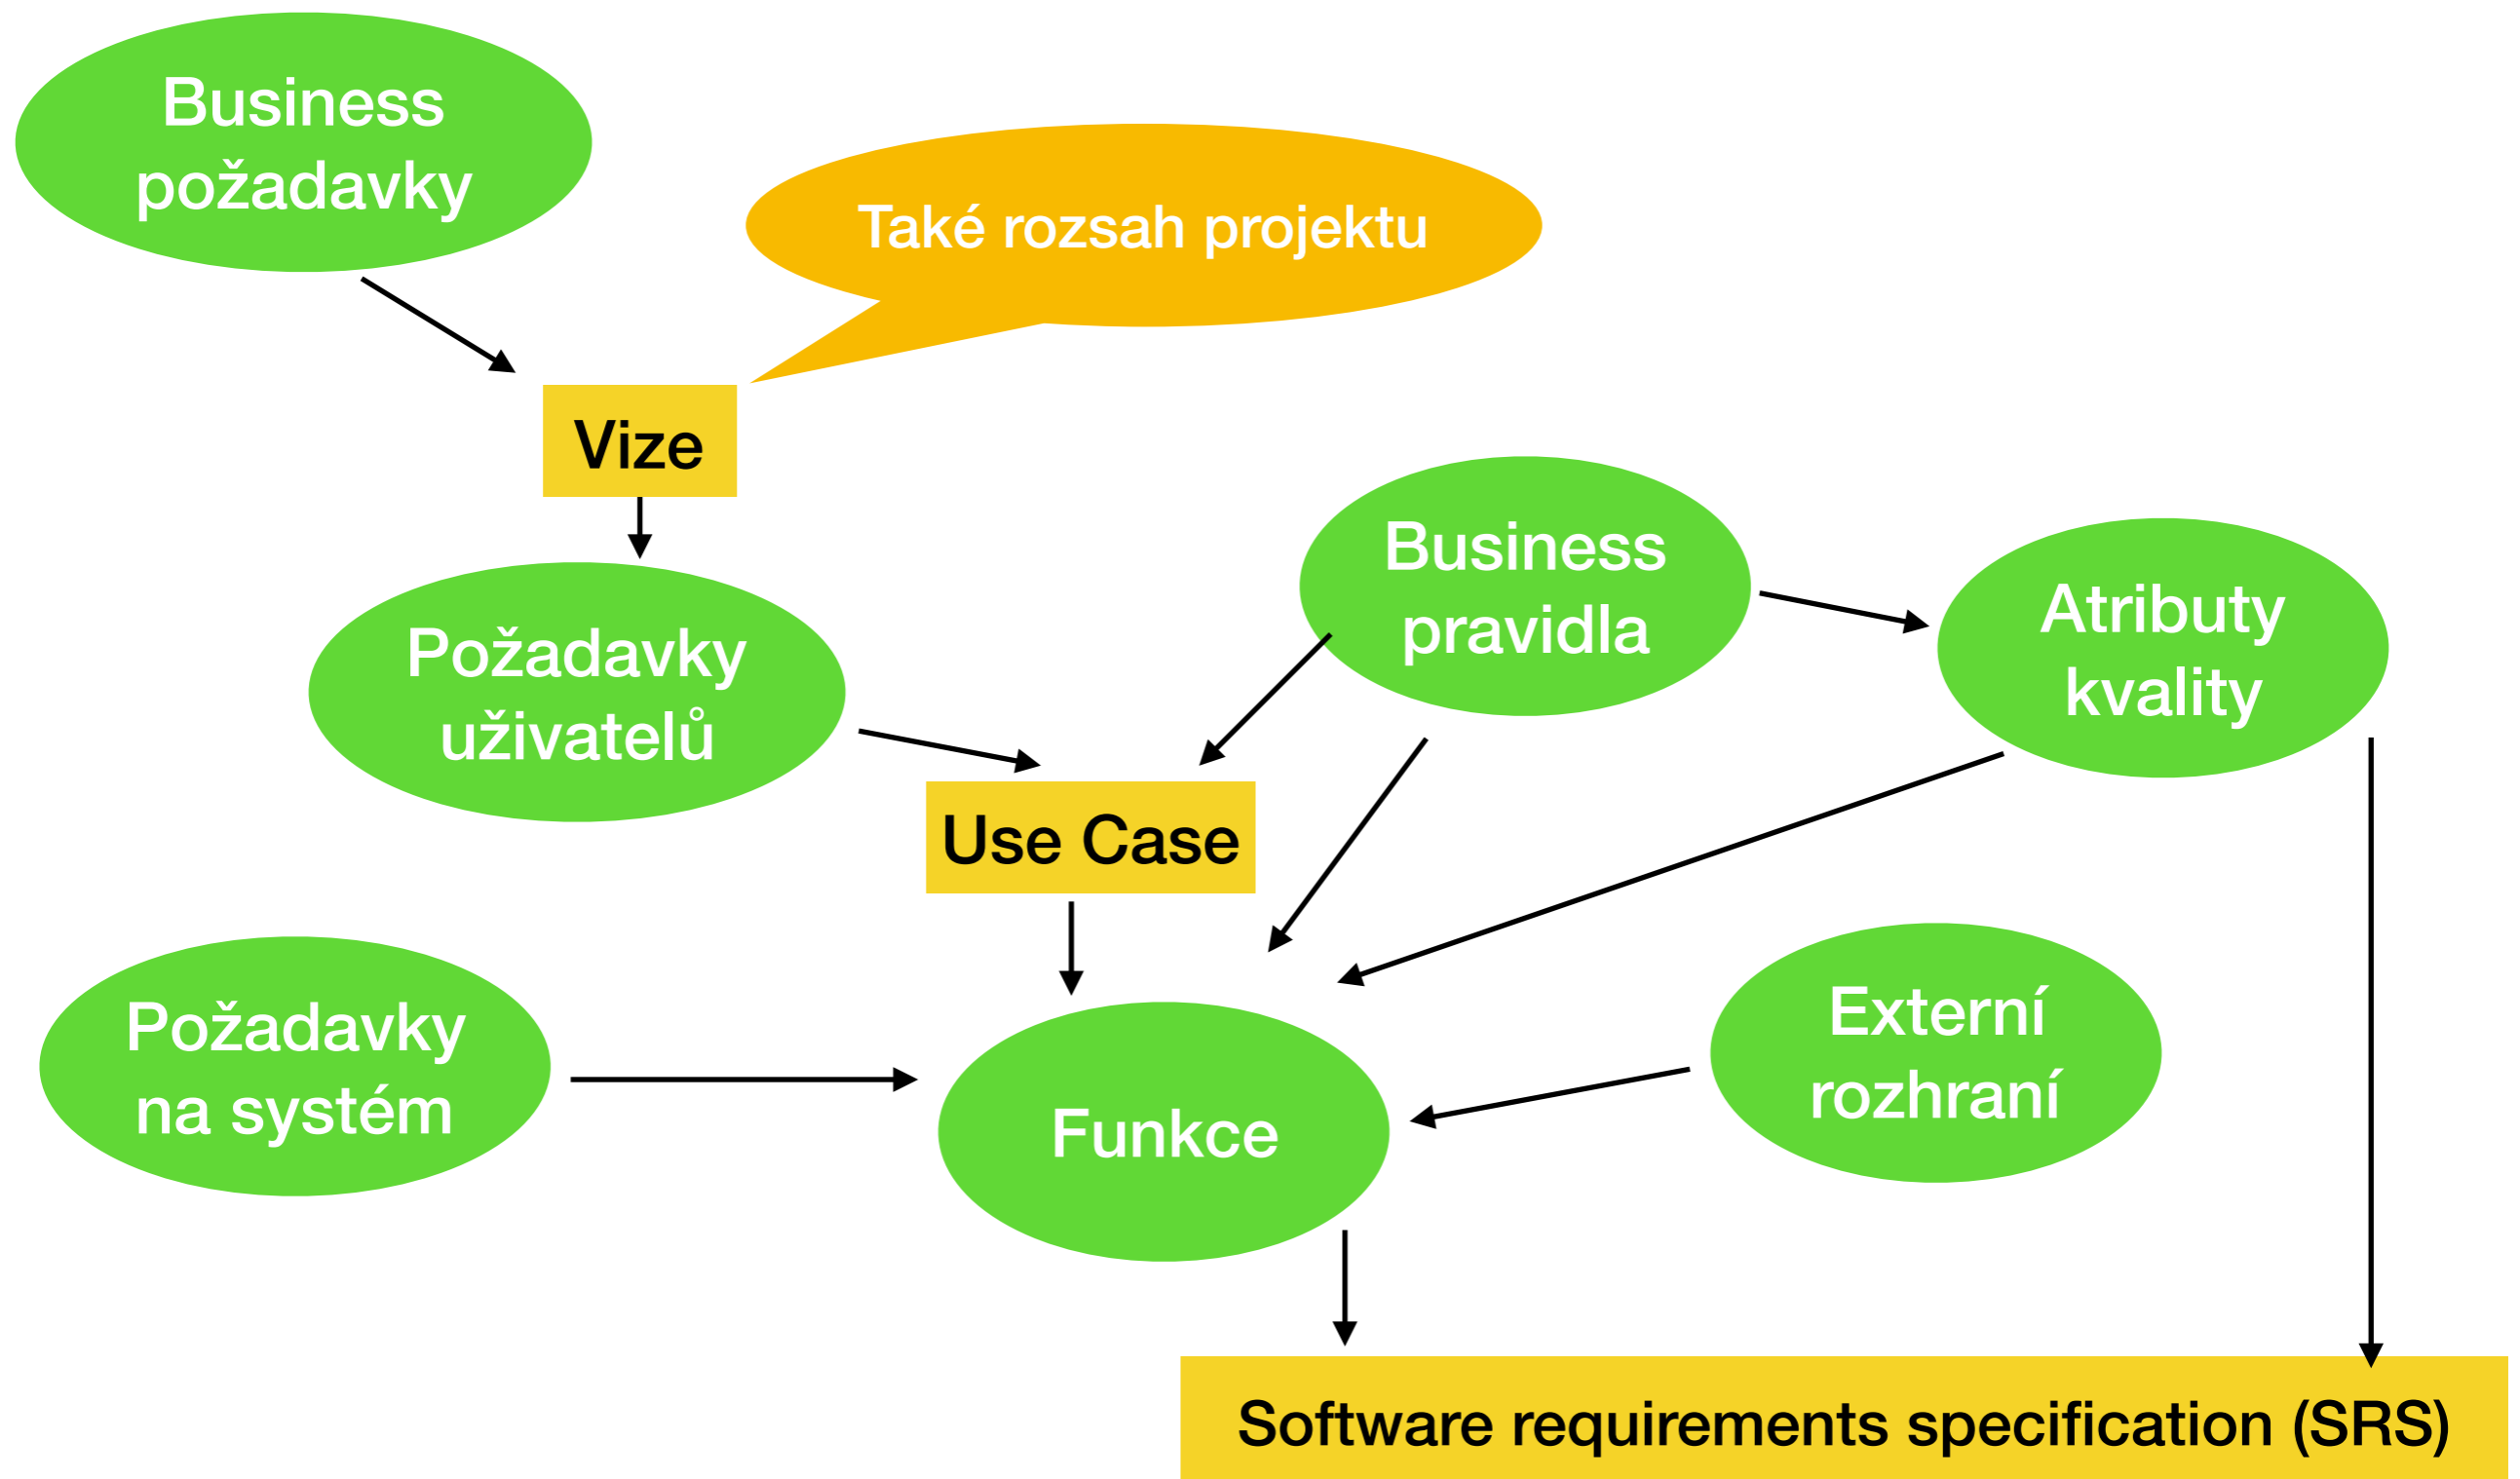 Business
požadavky
Také rozsah projektu
Vize
Business
pravidla
Atributy
kvality
Požadavky
uživatelů
Use Case
Požadavky
na systém
Externí
rozhraní
Funkce
Software requirements specification (SRS)